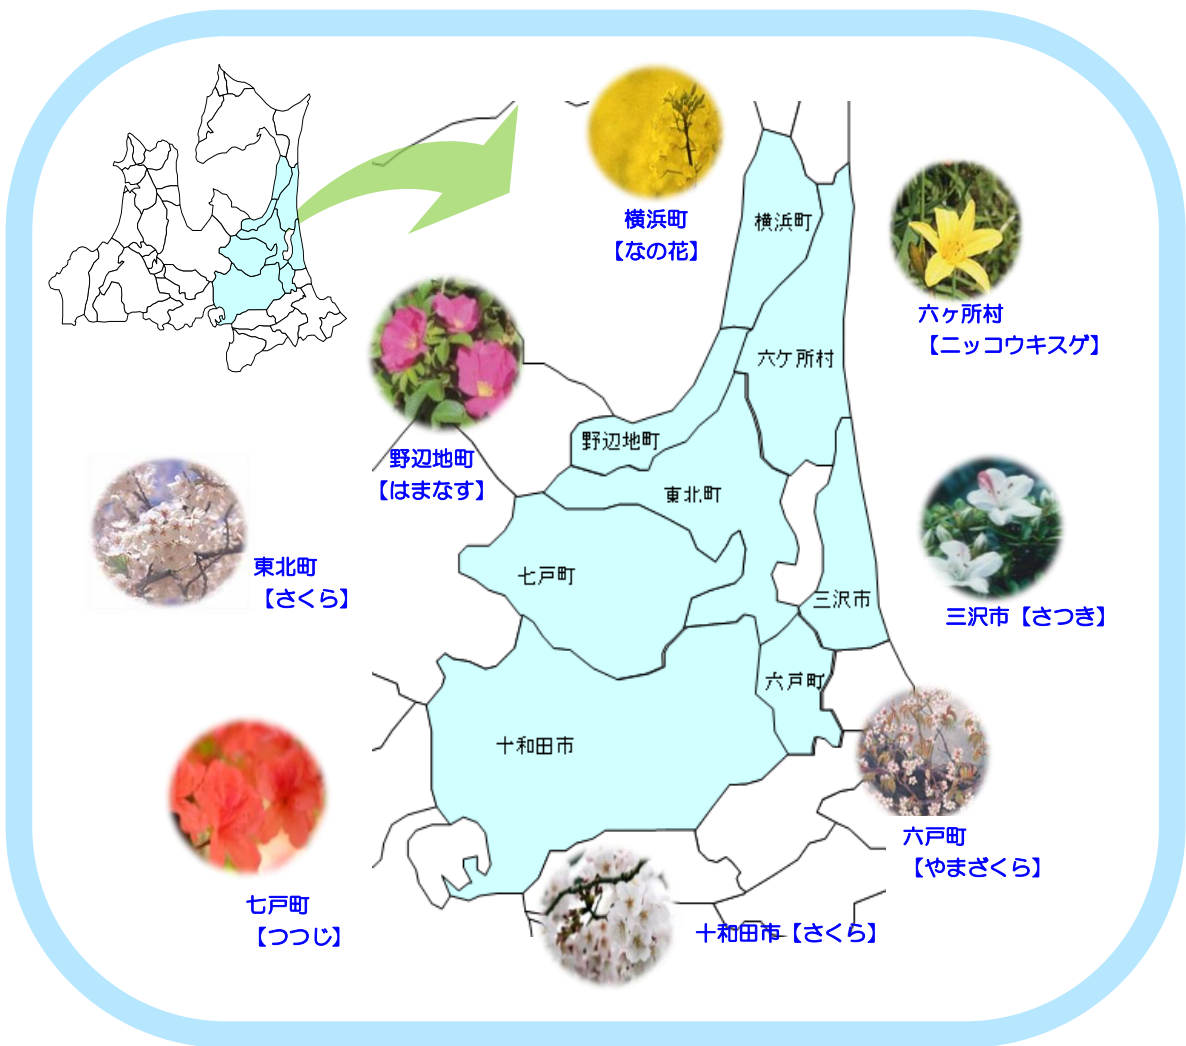 横浜町
【なの花】
横浜町
六ヶ所村
【ニッコウキスゲ】
六ケ所村
野辺地町
野辺地町
【はまなす】
東北町
東北町
【さくら】
七戸町
三沢市
三沢市【さつき】
六戸町
十和田市
六戸町
【やまざくら】
七戸町
【つつじ】
十和田市【さくら】